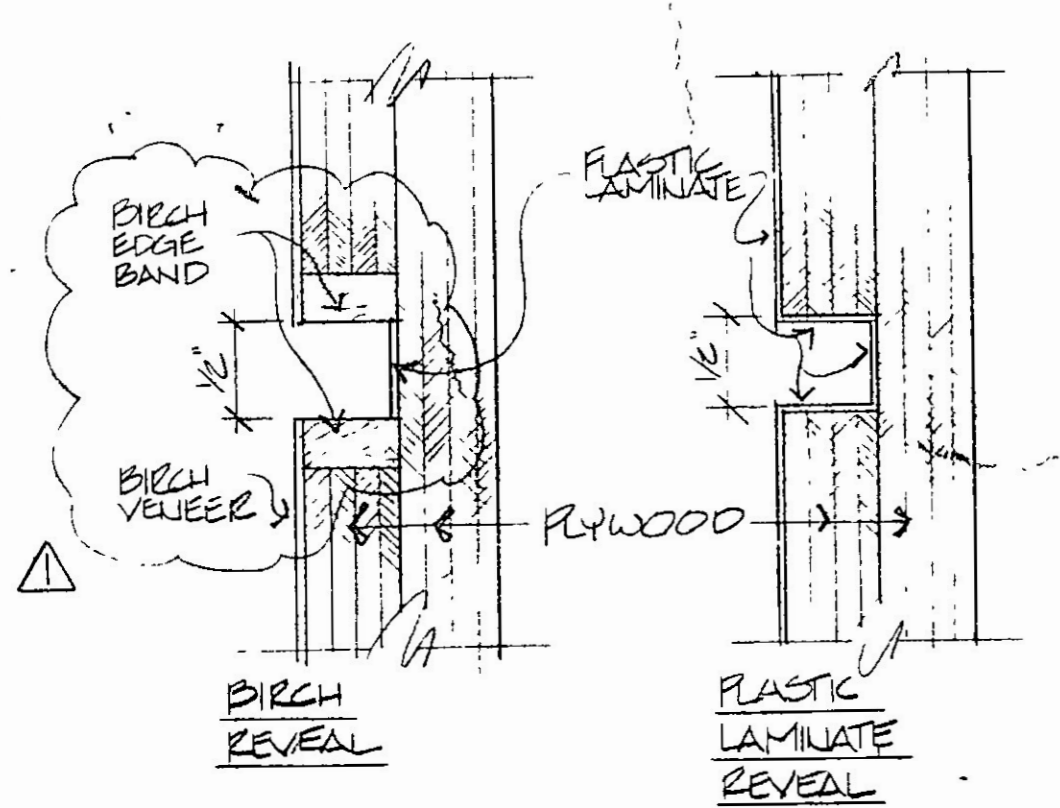 PLASTIC
LAMINATE
BIRCH
EDGE
BAND
1/2"
1/2"
BIRCH
VENEER
PLYWOOD
1
BIRCH
REVEAL
PLASTIC
LAMINATE
REVEAL